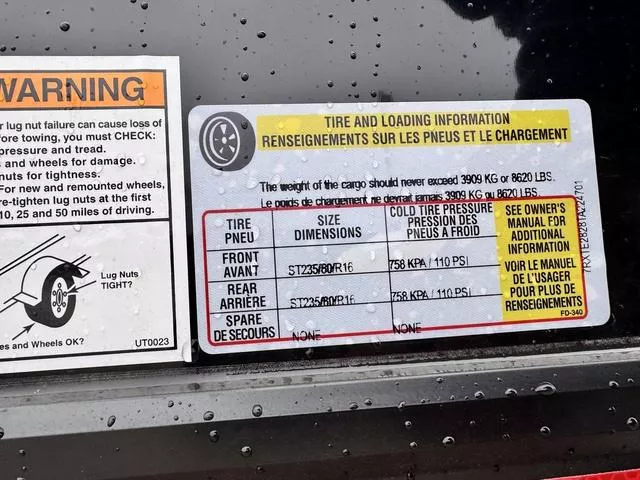 WARNING
r lug nut failure can cause loss of
fore towing, you must CHECK:
pressure and tread.
s and wheels for damage.
nuts for tightness.
For new and remounted wheels,
re-tighten lug nuts at the first
10, 25 and 50 miles of driving.
Lug Nuts
TIGHT?
es and Wheels OK?
UT0023
TIRE AND LOADING INFORMATION
RENSEIGNEMENTS SUR LES PNEUS ET LE CHARGEMENT
The weight of the cargo should never exceed 3909 KG or 8620 LBS.
Le poids de chargement ne devrait jamais 3909 KG ou 8620 LBS.
TIRE
PNEU
SIZE
DIMENSIONS
COLD TIRE PRESSURE
PRESSION DES
PNEUS A FROID
FRONT
AVANT
ST235/80/R16
758 KPA / 110 PSI
REAR
ARRIÈRE
ST235/80/R16
758 KPA / 110 PSI
SPARE
DE SECOURS
NONE
NONE
SEE OWNER'S
MANUAL FOR
ADDITIONAL
INFORMATION
VOIR LE MANUEL
DE L'USAGER
POUR PLUS DE
RENSEIGNEMENTS
FD-340